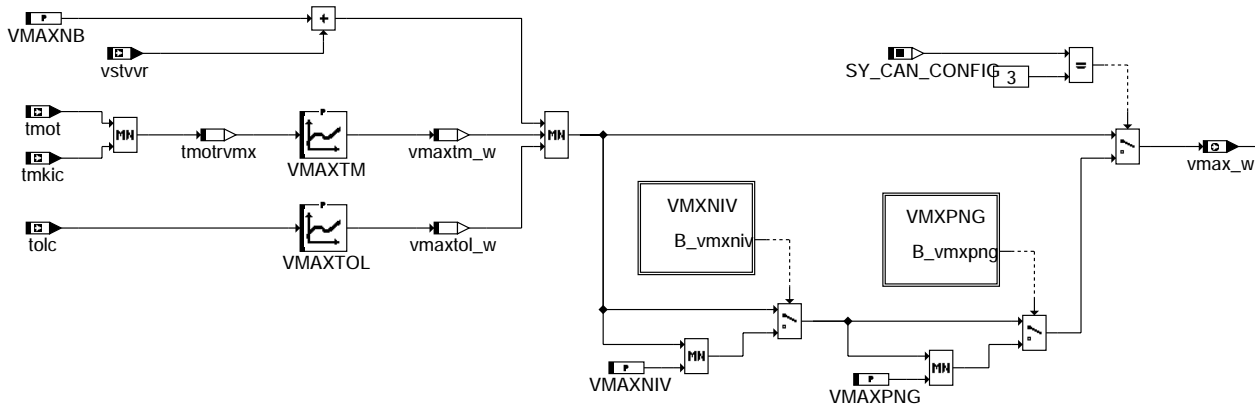 P
VMAXNB
+
vstvvr
SY_CAN_CONFIG
3
=
tmot
tmkic
MN
tmotrvmx
P
VMAXTM
vmaxtm_w
MN
vmax_w
tolc
P
VMAXTOL
vmaxtol_w
VMXNIV
B_vmxniv
VMXPNG
B_vmxpng
P
VMAXNIV
MN
P
VMAXPNG
MN